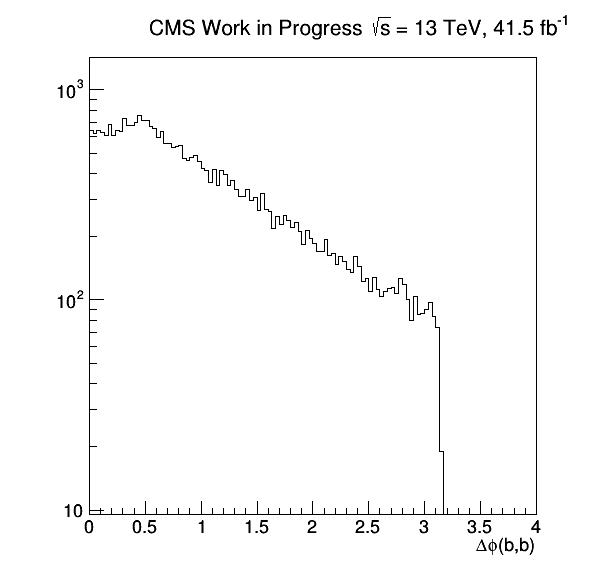 CMS Work in Progress √s = 13 TeV, 41.5 fb⁻¹
10³
10²
10
0 0.5 1 1.5 2 2.5 3 3.5 4
Δϕ(b,b)